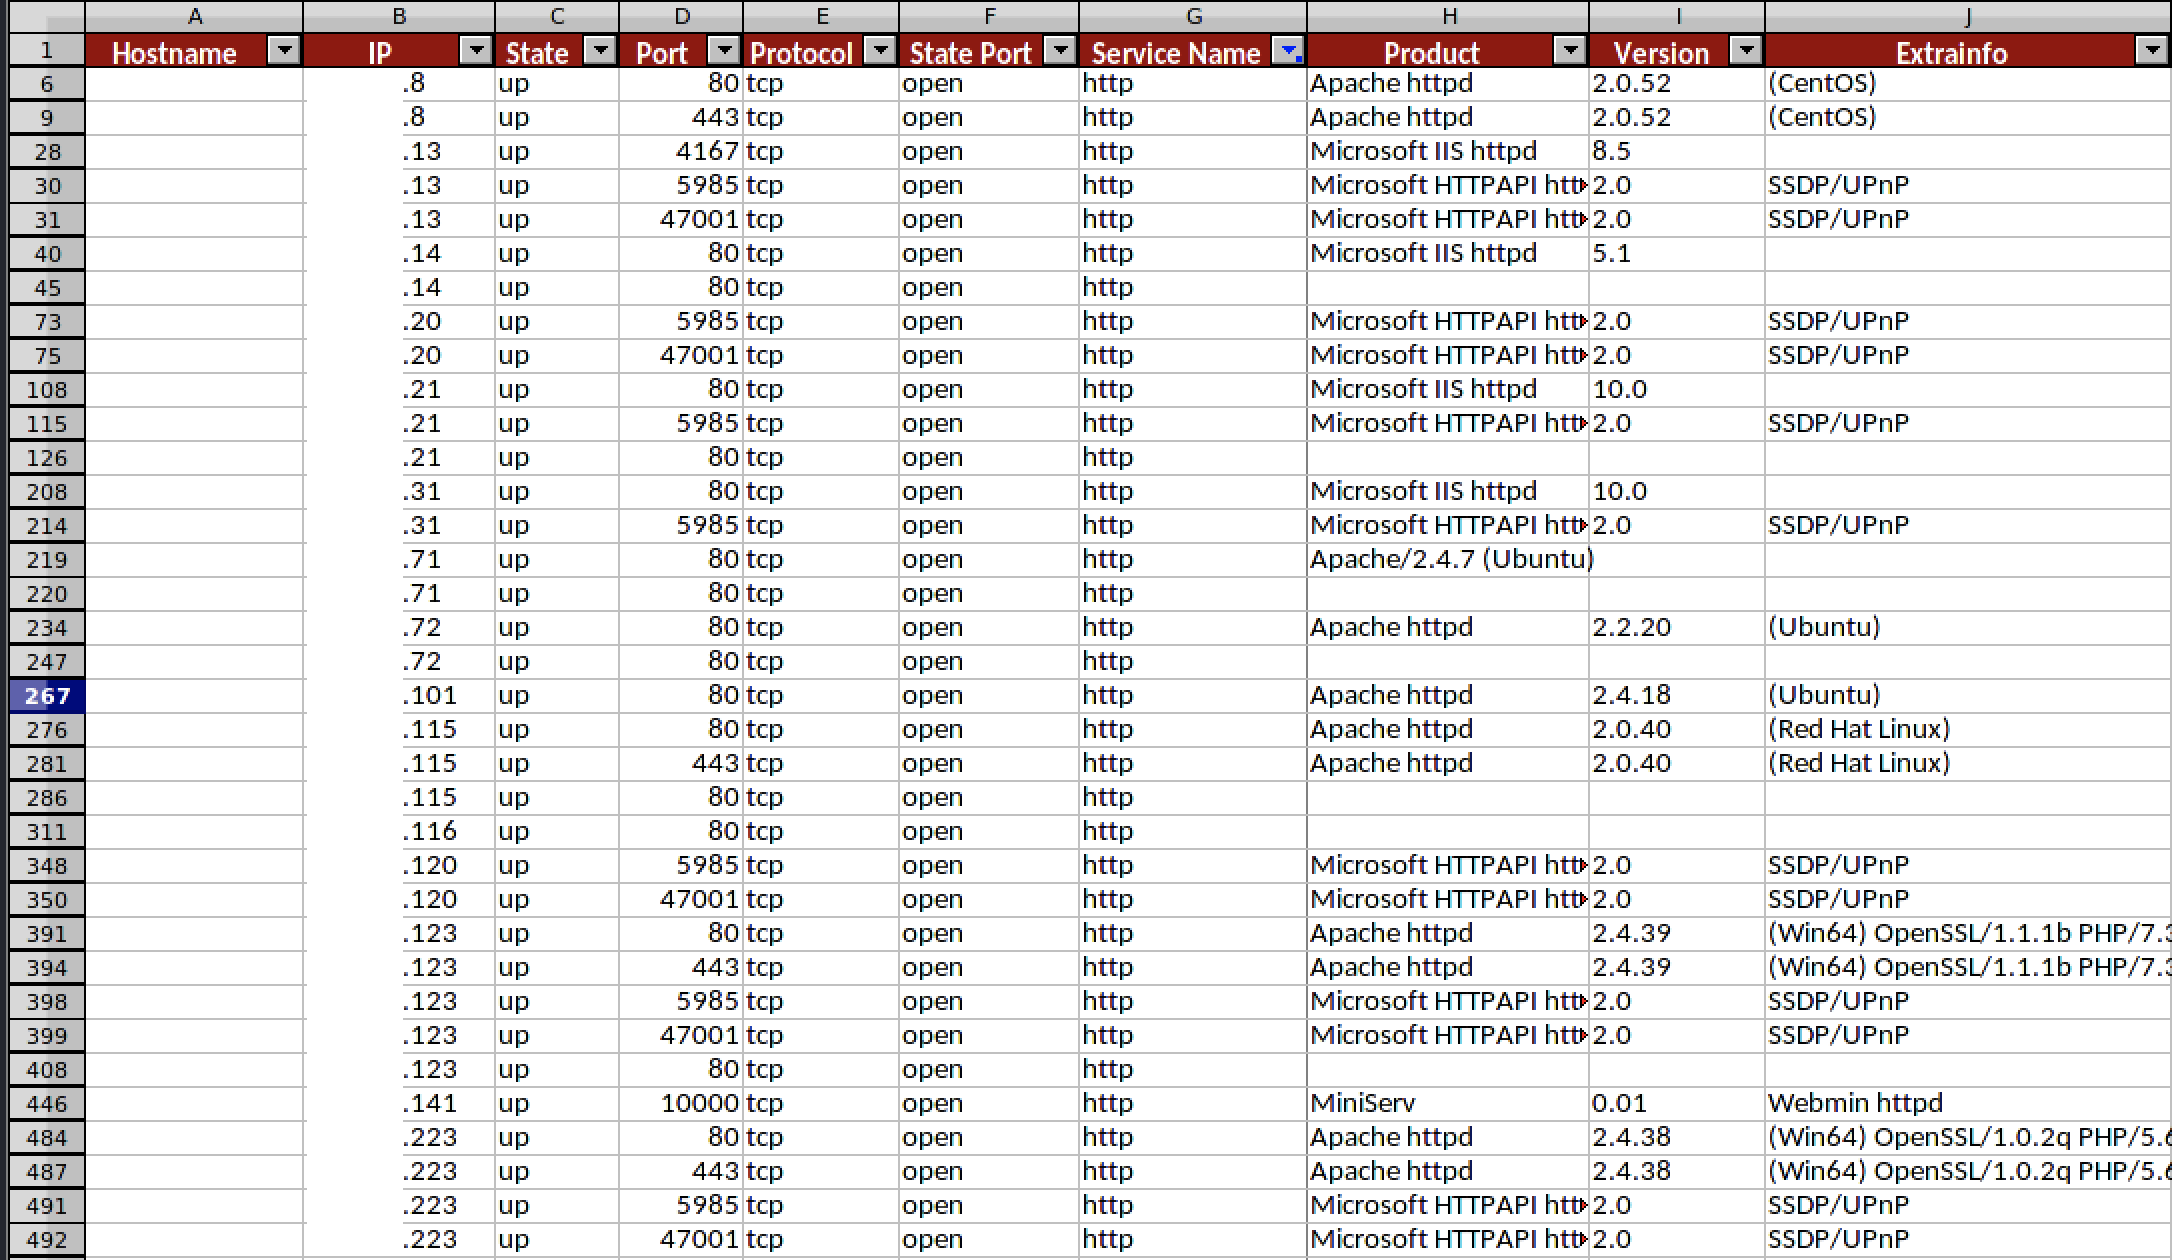 A B C D E F G H I J
1 Hostname IP State Port Protocol State Port Service Name Product Version Extrainfo
6 .8 up 80 tcp open http Apache httpd 2.0.52 (CentOS)
9 .8 up 443 tcp open http Apache httpd 2.0.52 (CentOS)
28 .13 up 4167 tcp open http Microsoft IIS httpd 8.5
30 .13 up 5985 tcp open http Microsoft HTTPAPI htt 2.0 SSDP/UPnP
31 .13 up 47001 tcp open http Microsoft HTTPAPI htt 2.0 SSDP/UPnP
40 .14 up 80 tcp open http Microsoft IIS httpd 5.1
45 .14 up 80 tcp open http
73 .20 up 5985 tcp open http Microsoft HTTPAPI htt 2.0 SSDP/UPnP
75 .20 up 47001 tcp open http Microsoft HTTPAPI htt 2.0 SSDP/UPnP
108 .21 up 80 tcp open http Microsoft IIS httpd 10.0
115 .21 up 5985 tcp open http Microsoft HTTPAPI htt 2.0 SSDP/UPnP
126 .21 up 80 tcp open http
208 .31 up 80 tcp open http Microsoft IIS httpd 10.0
214 .31 up 5985 tcp open http Microsoft HTTPAPI htt 2.0 SSDP/UPnP
219 .71 up 80 tcp open http Apache/2.4.7 (Ubuntu)
220 .71 up 80 tcp open http
234 .72 up 80 tcp open http Apache httpd 2.2.20 (Ubuntu)
247 .72 up 80 tcp open http
267 .101 up 80 tcp open http Apache httpd 2.4.18 (Ubuntu)
276 .115 up 80 tcp open http Apache httpd 2.0.40 (Red Hat Linux)
281 .115 up 443 tcp open http Apache httpd 2.0.40 (Red Hat Linux)
286 .115 up 80 tcp open http
311 .116 up 80 tcp open http
348 .120 up 5985 tcp open http Microsoft HTTPAPI htt 2.0 SSDP/UPnP
350 .120 up 47001 tcp open http Microsoft HTTPAPI htt 2.0 SSDP/UPnP
391 .123 up 80 tcp open http Apache httpd 2.4.39 (Win64) OpenSSL/1.1.1b PHP/7.3
394 .123 up 443 tcp open http Apache httpd 2.4.39 (Win64) OpenSSL/1.1.1b PHP/7.3
398 .123 up 5985 tcp open http Microsoft HTTPAPI htt 2.0 SSDP/UPnP
399 .123 up 47001 tcp open http Microsoft HTTPAPI htt 2.0 SSDP/UPnP
408 .123 up 80 tcp open http
446 .141 up 10000 tcp open http MiniServ 0.01 Webmin httpd
484 .223 up 80 tcp open http Apache httpd 2.4.38 (Win64) OpenSSL/1.0.2q PHP/5.6
487 .223 up 443 tcp open http Apache httpd 2.4.38 (Win64) OpenSSL/1.0.2q PHP/5.6
491 .223 up 5985 tcp open http Microsoft HTTPAPI htt 2.0 SSDP/UPnP
492 .223 up 47001 tcp open http Microsoft HTTPAPI htt 2.0 SSDP/UPnP